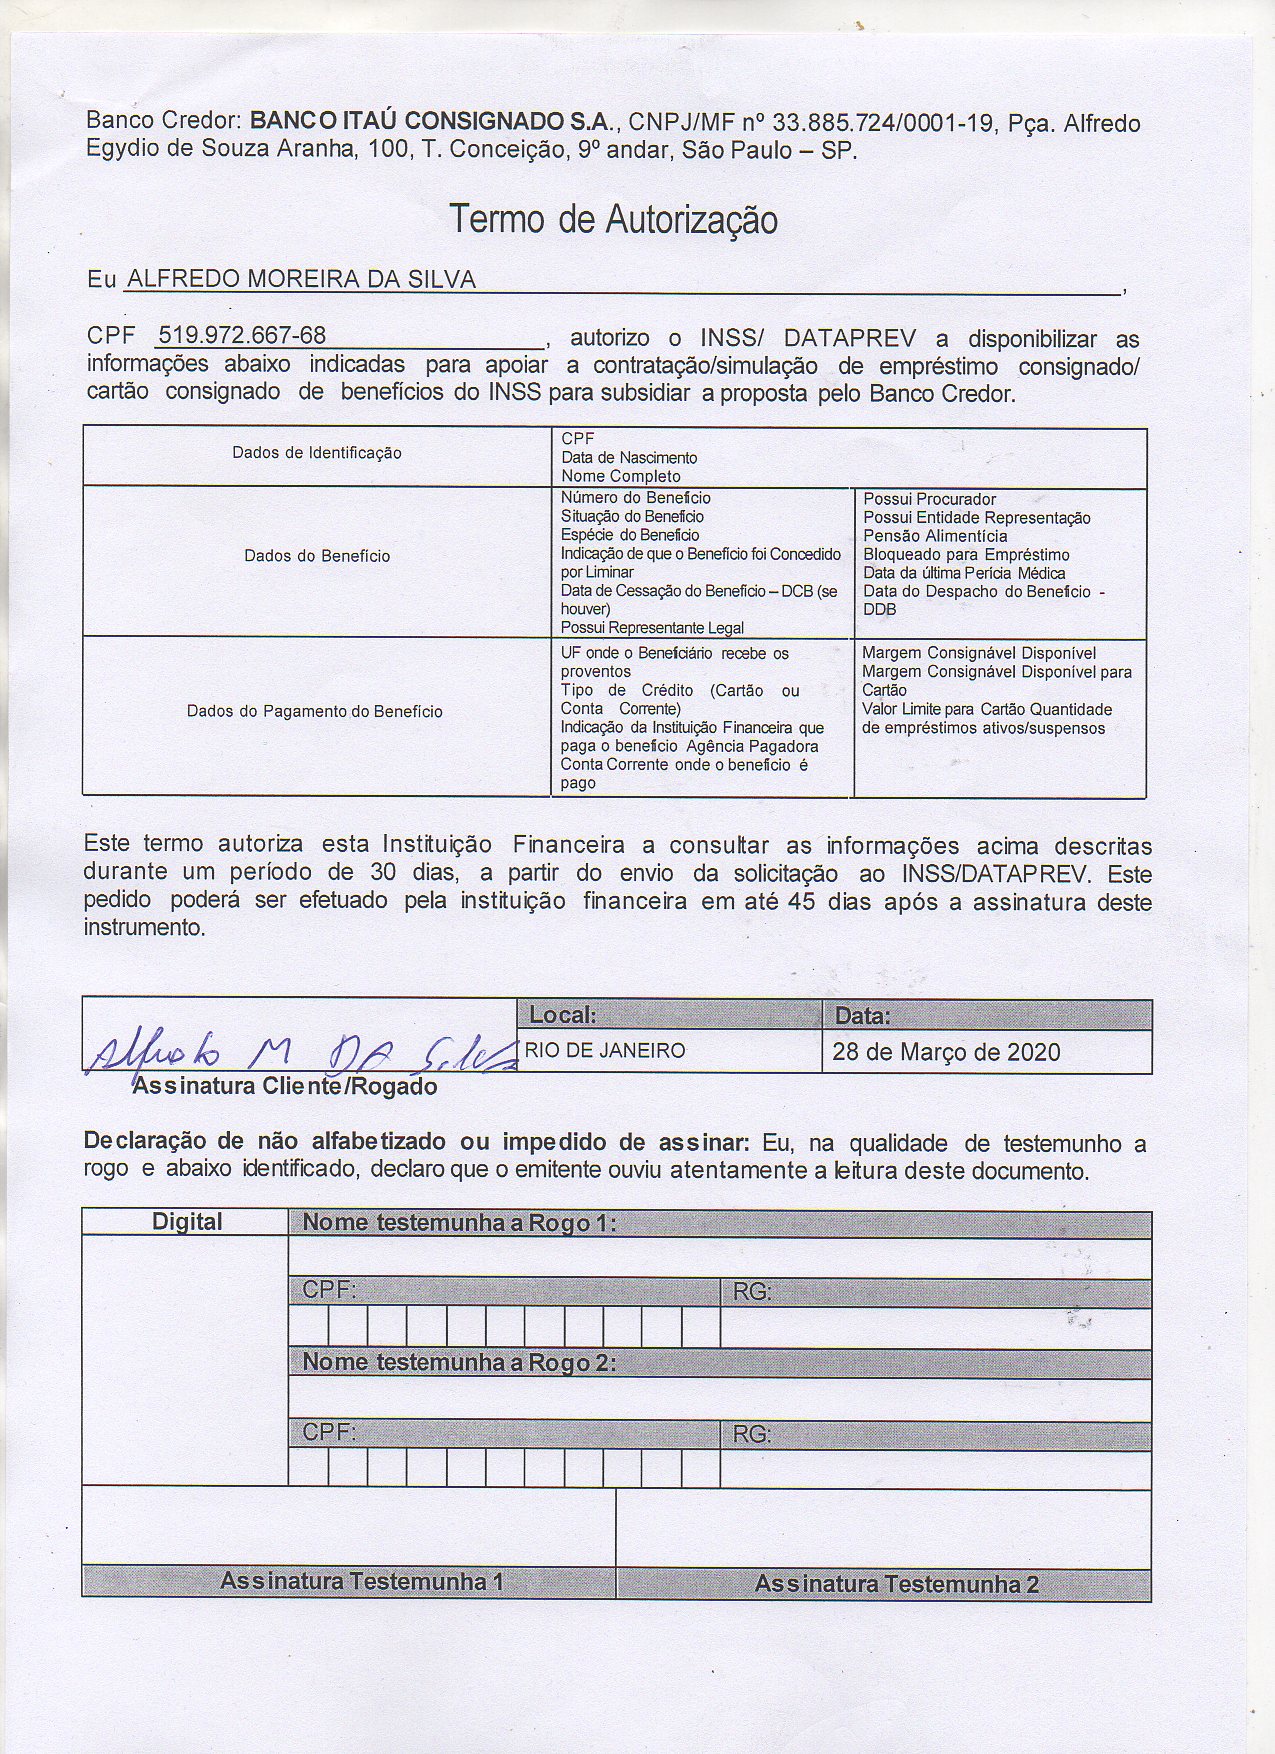 Banco Credor: BANCO ITAÚ CONSIGNADO S.A., CNPJ/MF nº 33.885.724/0001-19, Pça. Alfredo
Egydio de Souza Aranha, 100, T. Conceição, 9º andar, São Paulo – SP.
Termo de Autorização
Eu ALFREDO MOREIRA DA SILVA,
CPF 519.972.667-68, autorizo o INSS/ DATAPREV a disponibilizar as
informações abaixo indicadas para apoiar a contratação/simulação de empréstimo consignado/
cartão consignado de benefícios do INSS para subsidiar a proposta pelo Banco Credor.
Dados de Identificação
CPF
Data de Nascimento
Nome Completo
Dados do Benefício
Número do Benefício
Situação do Benefício
Espécie do Benefício
Indicação de que o Benefício foi Concedido
por Liminar
Data de Cessação do Benefício – DCB (se
houver)
Possui Representante Legal
Possui Procurador
Possui Entidade Representação
Pensão Alimentícia
Bloqueado para Empréstimo
Data da última Perícia Médica
Data do Despacho do Benefício -
DDB
Dados do Pagamento do Benefício
UF onde o Beneficiário recebe os
proventos
Tipo de Crédito (Cartão ou
Conta Corrente)
Indicação da Instituição Financeira que
paga o benefício Agência Pagadora
Conta Corrente onde o benefício é
pago
Margem Consignável Disponível
Margem Consignável Disponível para
Cartão
Valor Limite para Cartão Quantidade
de empréstimos ativos/suspensos
Este termo autoriza esta Instituição Financeira a consultar as informações acima descritas
durante um período de 30 dias, a partir do envio da solicitação ao INSS/DATAPREV. Este
pedido poderá ser efetuado pela instituição financeira em até 45 dias após a assinatura deste
instrumento.
Alfredo M DA Silva
Assinatura Cliente/Rogado
Local:
RIO DE JANEIRO
Data:
28 de Março de 2020
Declaração de não alfabetizado ou impedido de assinar: Eu, na qualidade de testemunho a
rogo e abaixo identificado, declaro que o emitente ouviu atentamente a leitura deste documento.
Digital
Nome testemunha a Rogo 1:
CPF:
RG:
Nome testemunha a Rogo 2:
CPF:
RG:
Assinatura Testemunha 1
Assinatura Testemunha 2